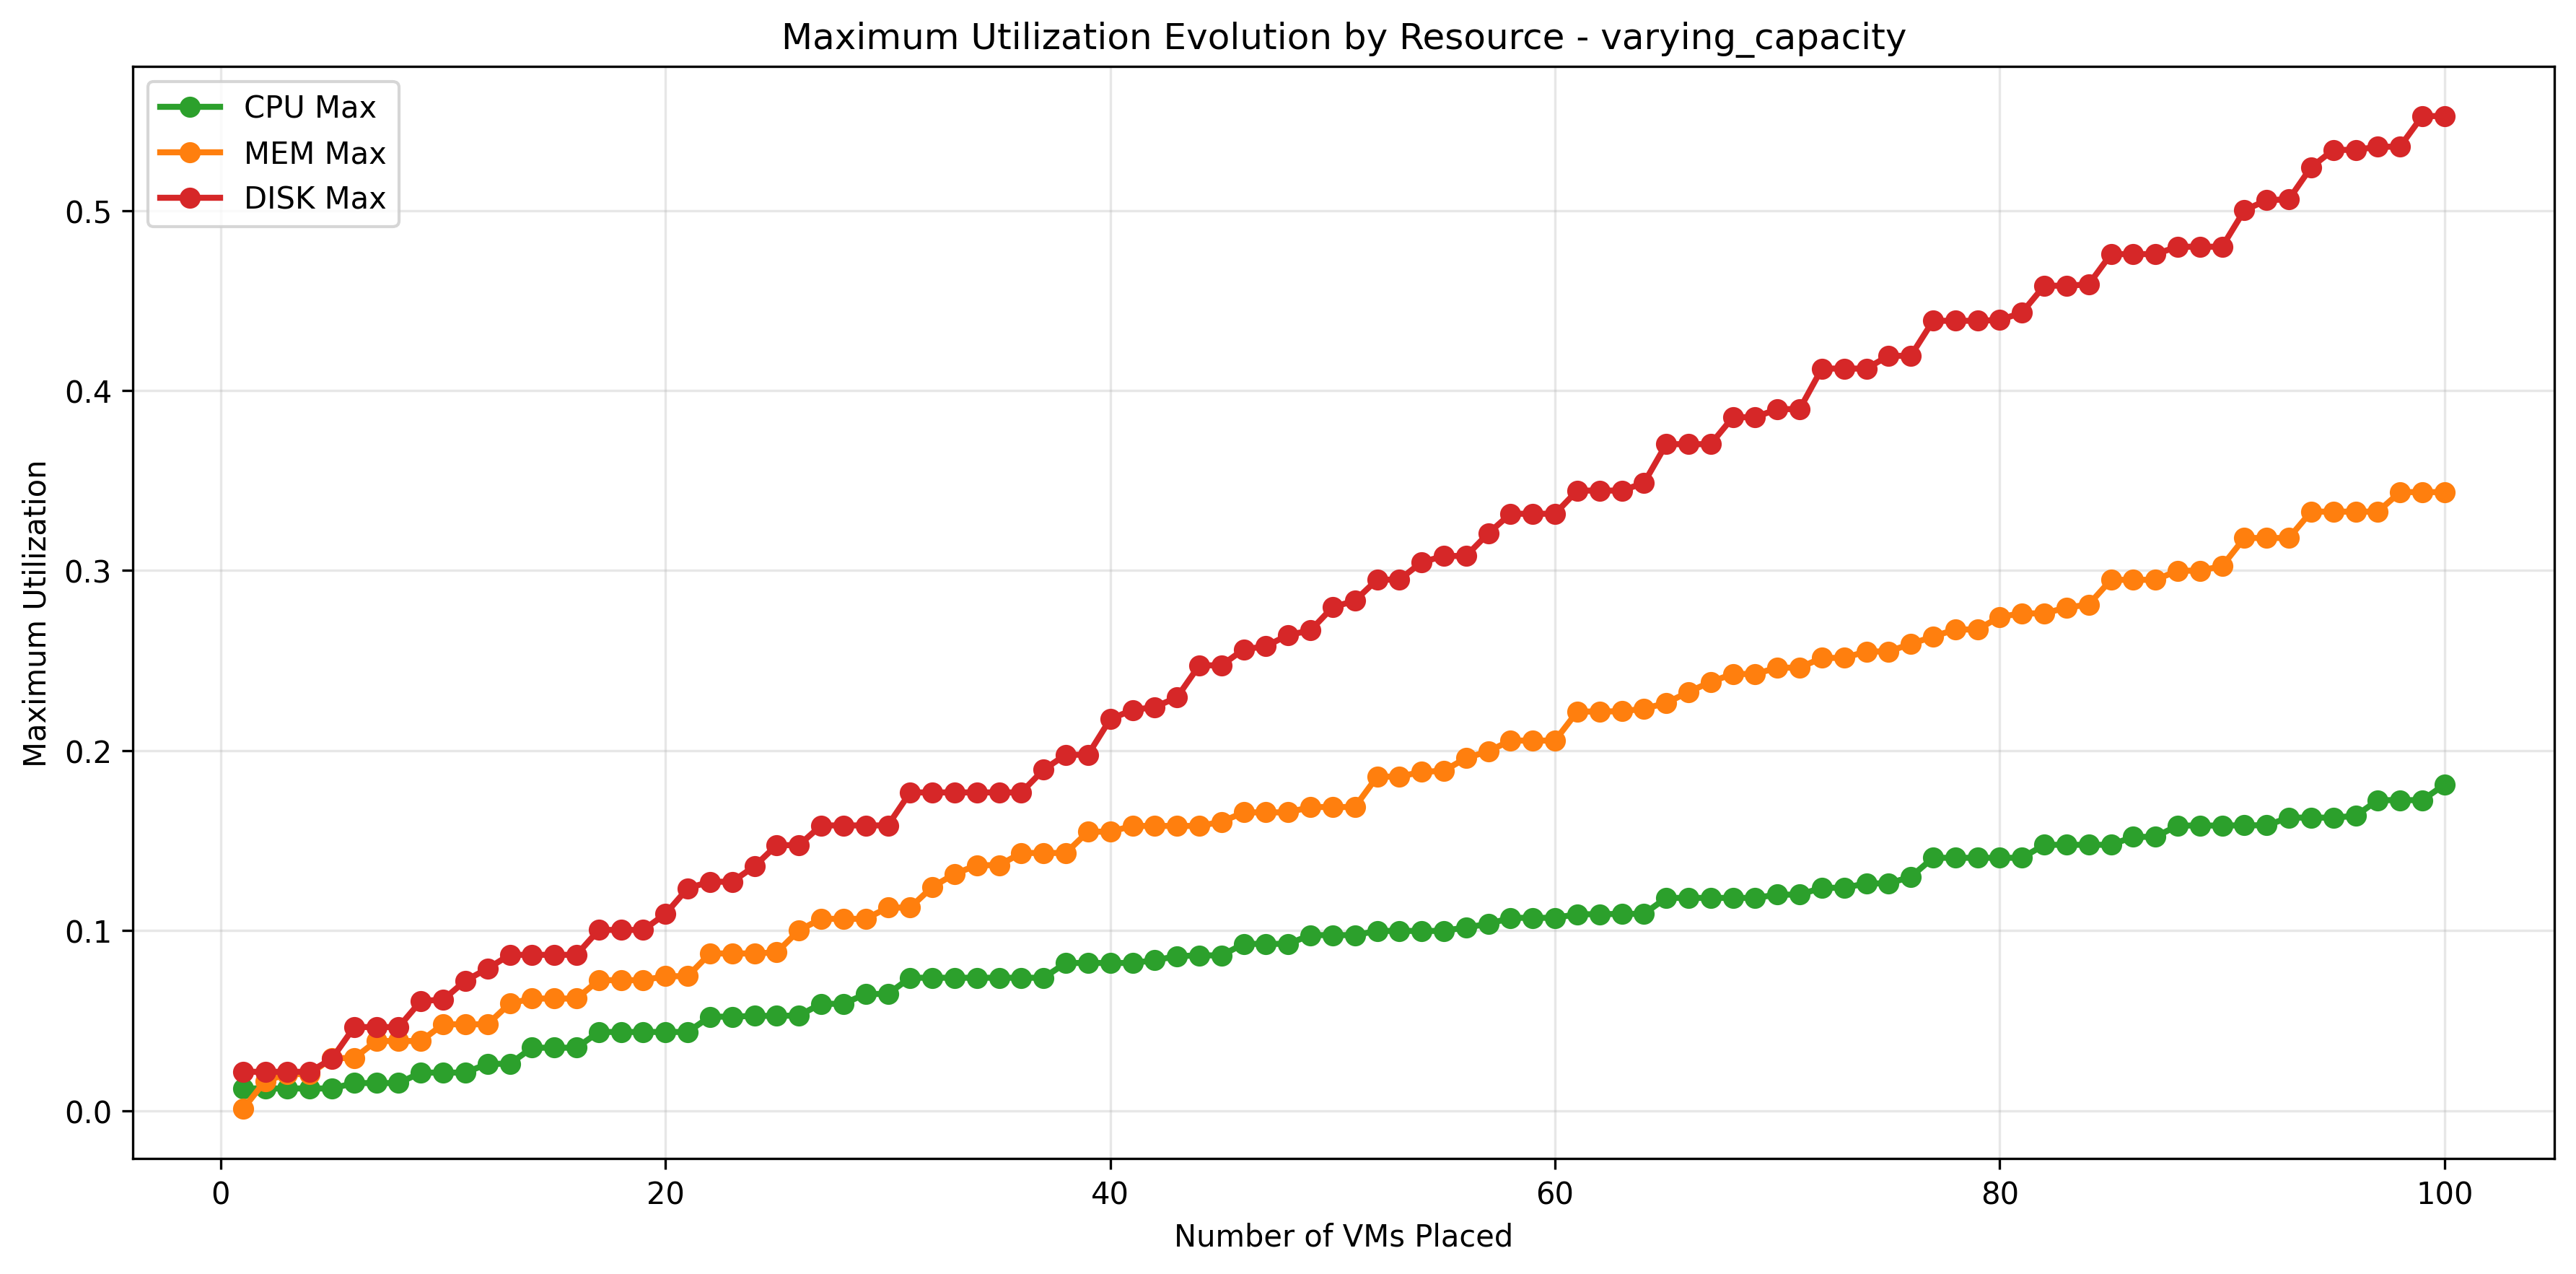 Maximum Utilization Evolution by Resource - varying_capacity
CPU Max
MEM Max
DISK Max
Maximum Utilization
0.5
0.4
0.3
0.2
0.1
0.0
0 20 40 60 80 100
Number of VMs Placed